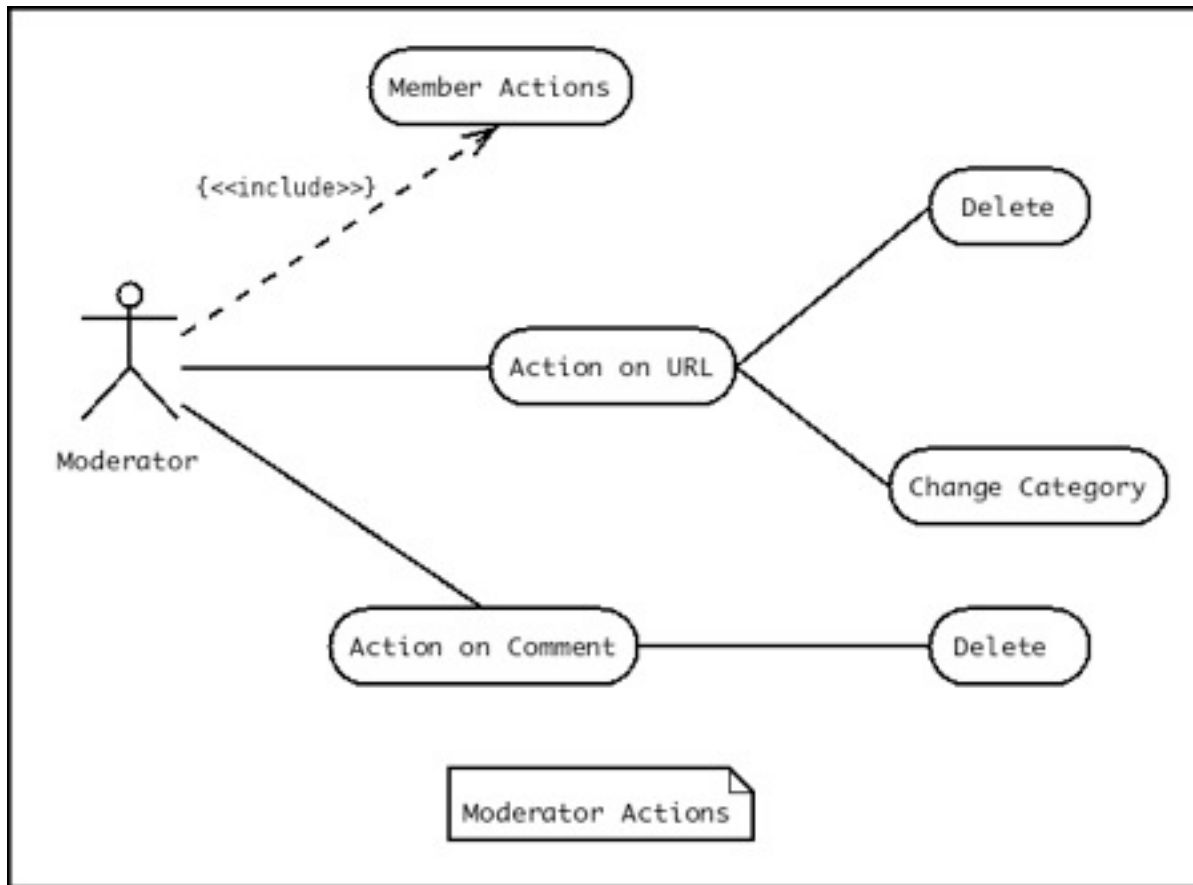 Member Actions
{<<include>>}
Delete
Action on URL
Moderator
Change Category
Action on Comment
Delete
Moderator Actions